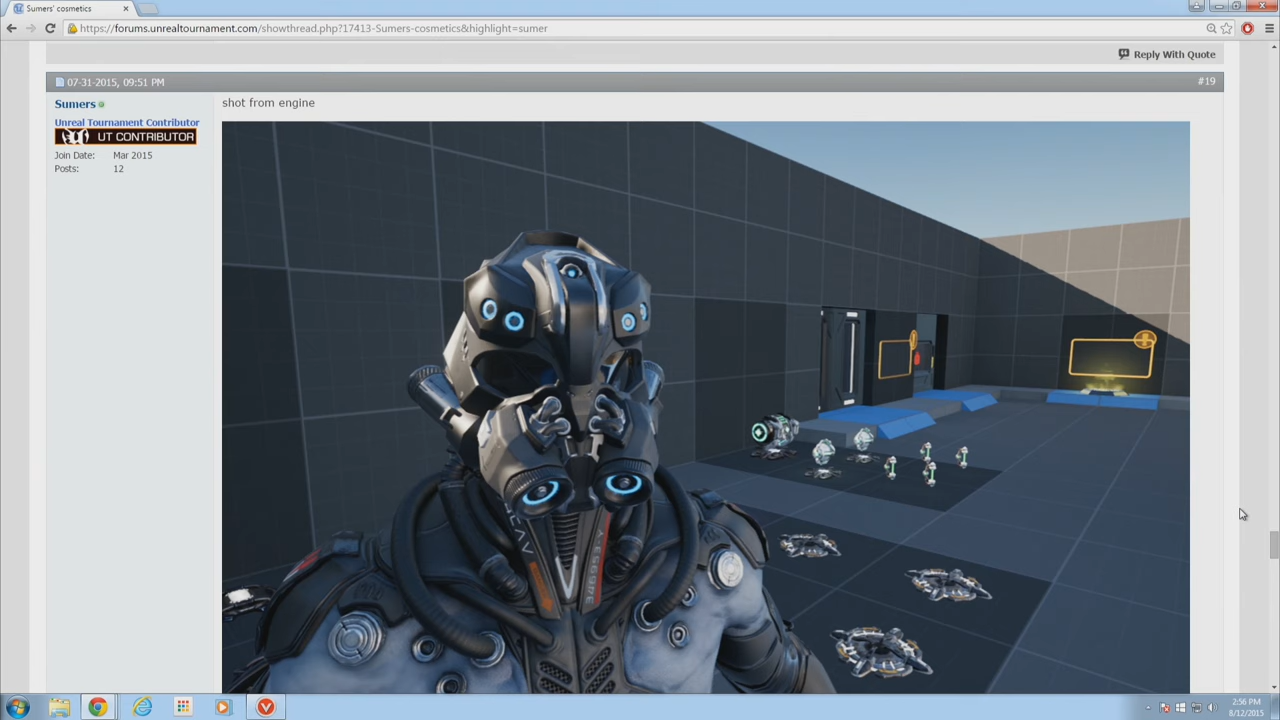 Sumers' cosmetics
https://forums.unrealtournament.com/showthread.php?17413-Sumers-cosmetics&highlight=sumer
Reply With Quote
07-31-2015, 09:51 PM
#19
Sumers
shot from engine
Unreal Tournament Contributor
UT CONTRIBUTOR
Join Date: Mar 2015
Posts: 12
2:56 PM
8/12/2015